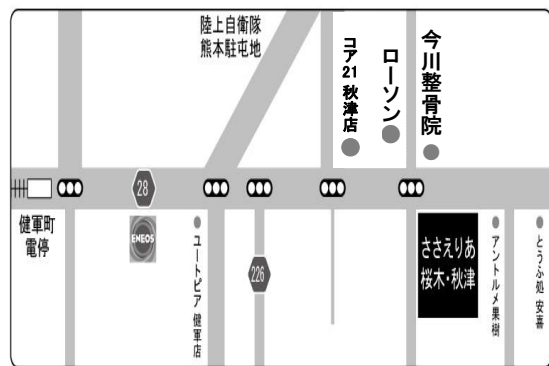 陸上自衛隊
熊本駐屯地
コア21 秋津店
ローソン
今川整骨院
28
健軍町
電停
ENEOS
ユートピア 健軍店
226
ささえりあ
桜木・秋津
アントルメ果樹
とうふ処 安喜